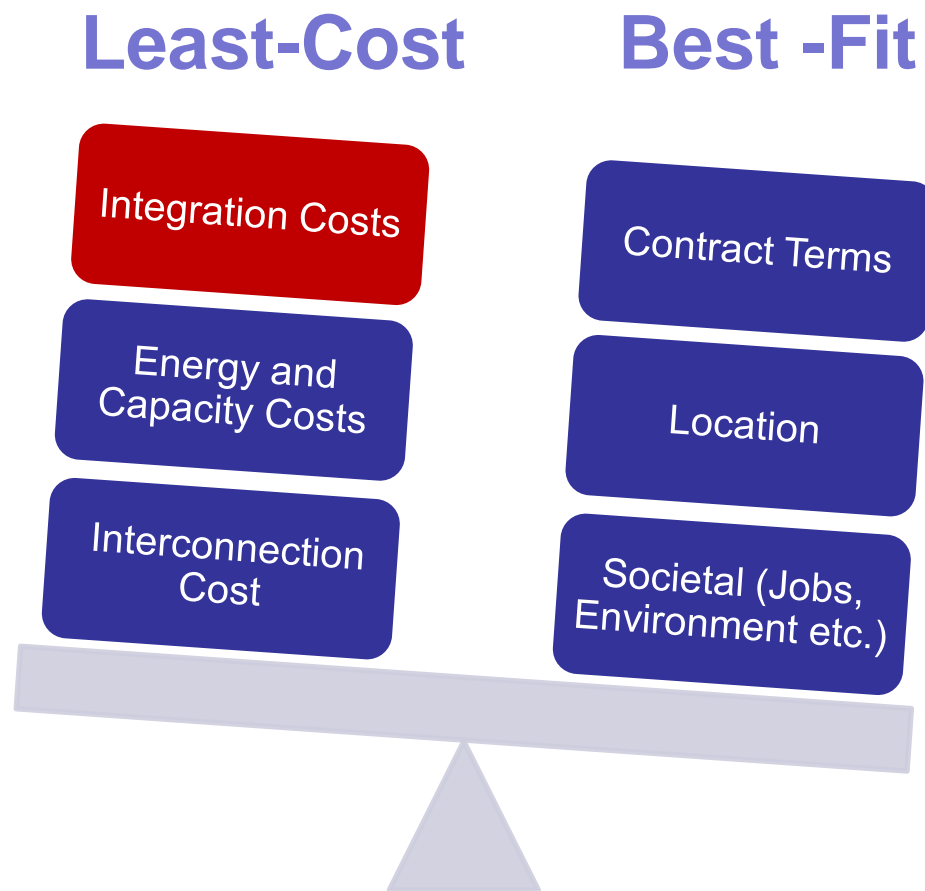 Least-Cost
Best -Fit
Integration Costs
Energy and
Capacity Costs
Interconnection
Cost
Contract Terms
Location
Societal (Jobs,
Environment etc.)